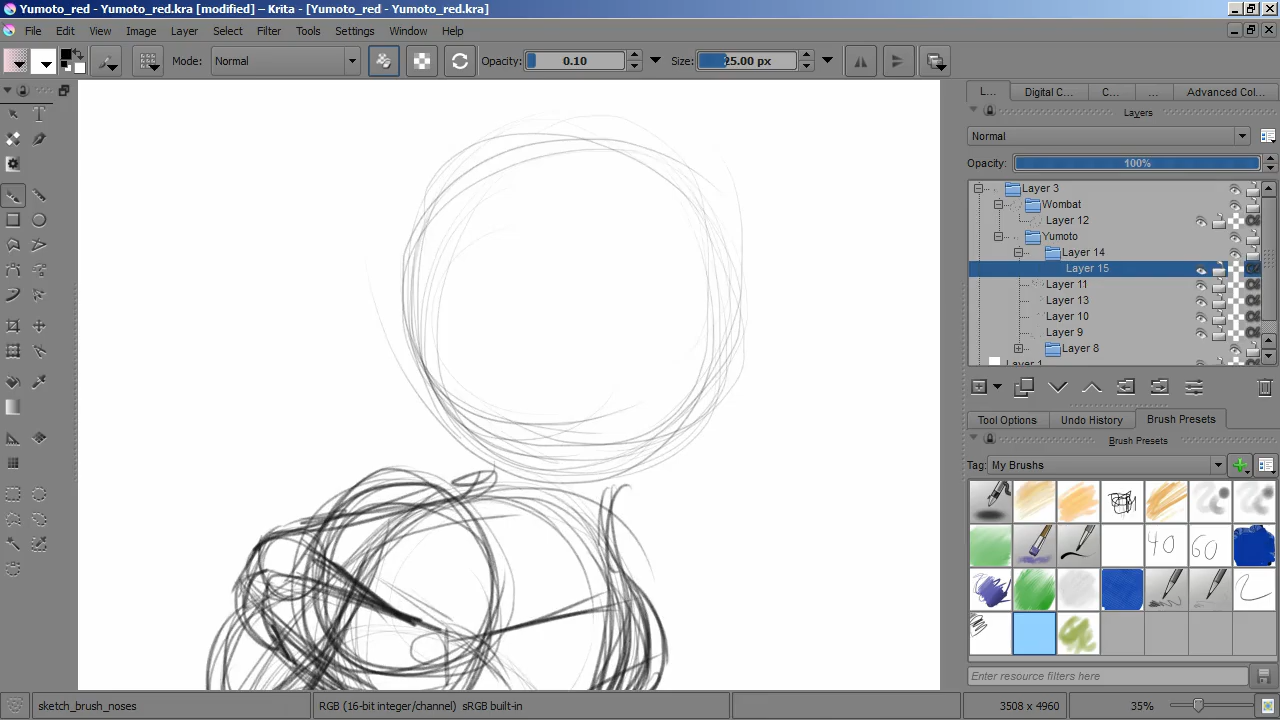 Yumoto_red - Yumoto_red.kra [modified] – Krita - [Yumoto_red - Yumoto_red.kra]
File Edit View Image Layer Select Filter Tools Settings Window Help
Mode: Normal Opacity: 0.10 Size: 25.00 px
L... Digital C... C... ... Advanced Col...
Layers
Normal
Opacity: 100%
Layer 3
Wombat
Layer 12
Yumoto
Layer 14
Layer 15
Layer 11
Layer 13
Layer 10
Layer 9
Layer 8
Layer 1
Tool Options Undo History Brush Presets
Brush Presets
Tag: My Brushs
40 60
Enter resource filters here
sketch_brush_noses RGB (16-bit integer/channel) sRGB built-in 3508 x 4960 35%